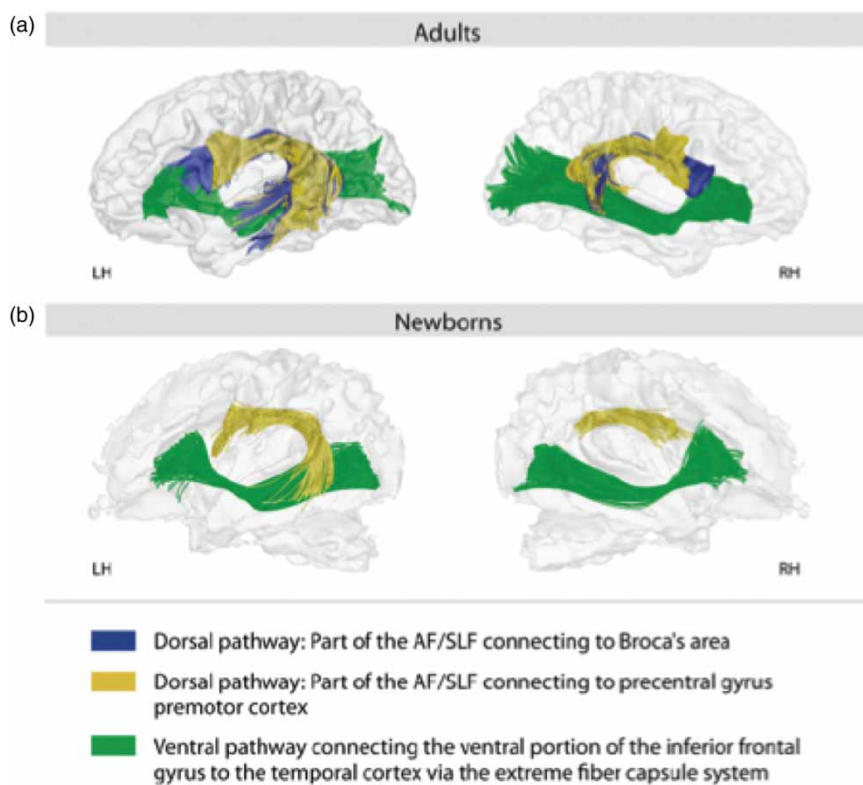 (a)
Adults
LH
RH
(b)
Newborns
LH
RH
Dorsal pathway: Part of the AF/SLF connecting to Broca's area
Dorsal pathway: Part of the AF/SLF connecting to precentral gyrus
premotor cortex
Ventral pathway connecting the ventral portion of the inferior frontal
gyrus to the temporal cortex via the extreme fiber capsule system